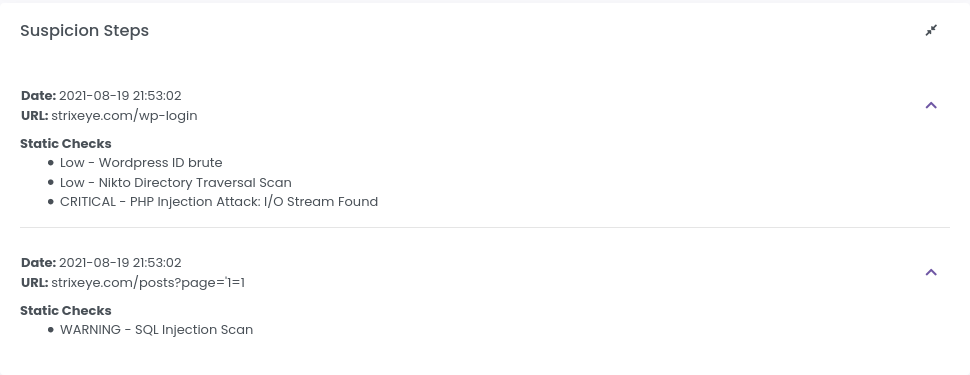 Suspicion Steps
Date: 2021-08-19 21:53:02
URL: strixeye.com/wp-login
Static Checks
Low - Wordpress ID brute
Low - Nikto Directory Traversal Scan
CRITICAL - PHP Injection Attack: I/O Stream Found
Date: 2021-08-19 21:53:02
URL: strixeye.com/posts?page='1=1
Static Checks
WARNING - SQL Injection Scan